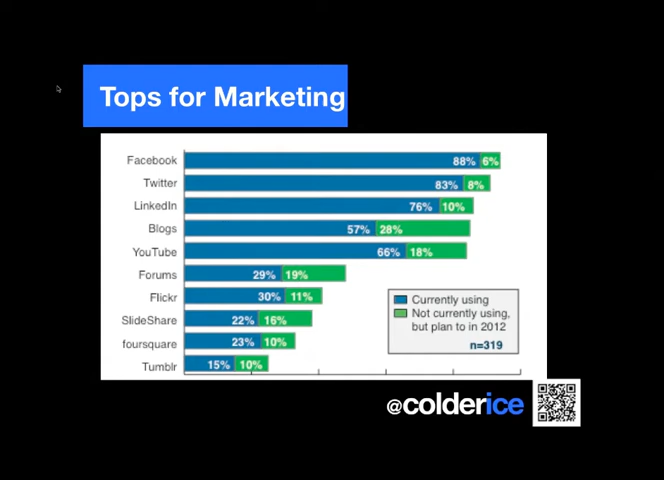 Tops for Marketing
Facebook 88% 6%
Twitter 83% 8%
LinkedIn 76% 10%
Blogs 57% 28%
YouTube 66% 18%
Forums 29% 19%
Flickr 30% 11%
SlideShare 22% 16%
foursquare 23% 10%
Tumblr 15% 10%
Currently using
Not currently using,
but plan to in 2012
n=319
@colderice